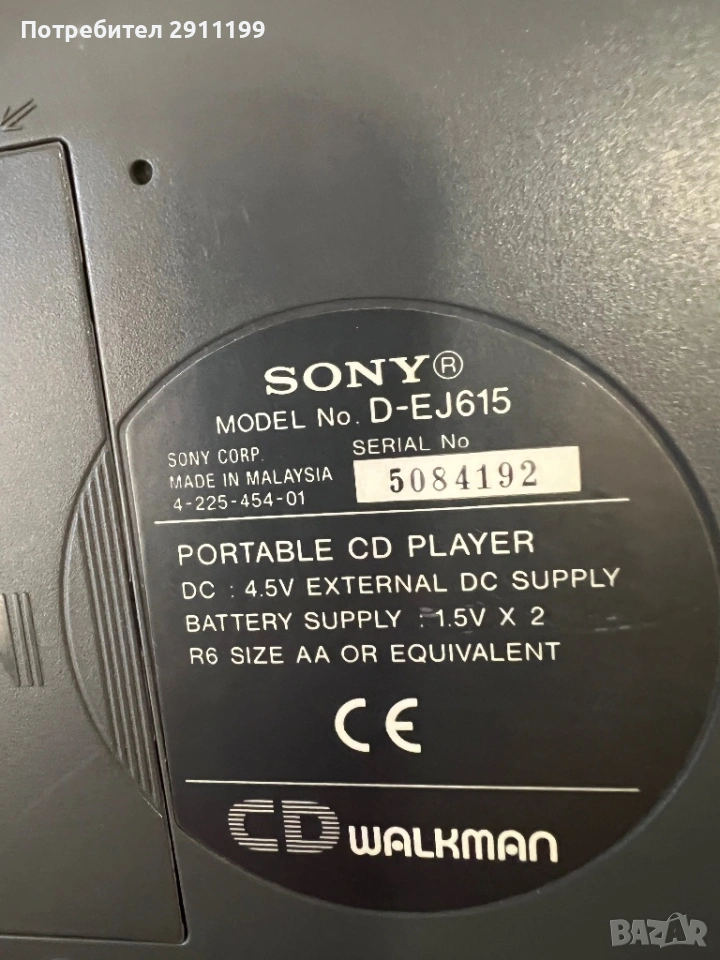 Потребител 2911199
SONY®
MODEL No. D-EJ615
SONY CORP.
MADE IN MALAYSIA
4-225-454-01
SERIAL No
5084192
PORTABLE CD PLAYER
DC : 4.5V EXTERNAL DC SUPPLY
BATTERY SUPPLY : 1.5V X 2
R6 SIZE AA OR EQUIVALENT
CE
CD WALKMAN
BAZAR